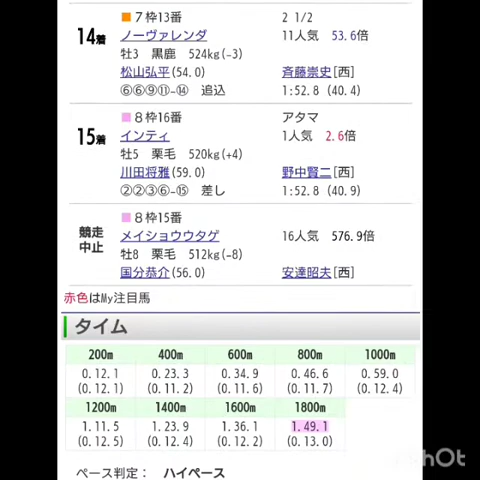 7枠13番 2 1/2
14着 ノーヴァレンダ 11人気 53.6倍
牡3 黒鹿 524kg(-3)
松山弘平(54.0) 斉藤崇史[西]
⑥⑥⑨⑪-⑭ 追込 1:52.8 (40.4)
8枠16番 アタマ
15着 インティ 1人気 2.6倍
牡5 栗毛 520kg(+4)
川田将雅(59.0) 野中賢二[西]
②②③⑥-⑮ 差し 1:52.8 (40.9)
8枠15番
競走中止 メイショウウタゲ 16人気 576.9倍
牡8 栗毛 512kg(-8)
国分恭介(56.0) 安達昭夫[西]
赤色はMy注目馬
タイム
200m 400m 600m 800m 1000m
0.12.1 0.23.3 0.34.9 0.46.6 0.59.0
(0.12.1) (0.11.2) (0.11.6) (0.11.7) (0.12.4)
1200m 1400m 1600m 1800m
1.11.5 1.23.9 1.36.1 1.49.1
(0.12.5) (0.12.4) (0.12.2) (0.13.0)
ペース判定： ハイペース